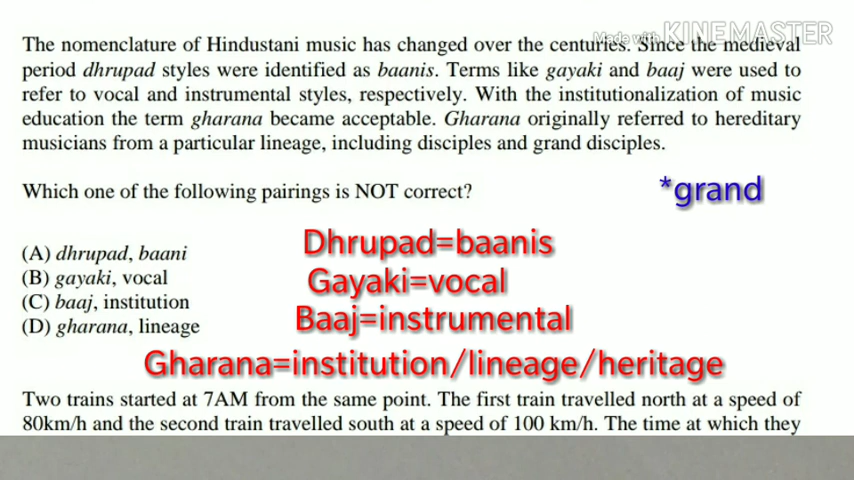 Made with KINEMASTER
The nomenclature of Hindustani music has changed over the centuries. Since the medieval
period dhrupad styles were identified as baanis. Terms like gayaki and baaj were used to
refer to vocal and instrumental styles, respectively. With the institutionalization of music
education the term gharana became acceptable. Gharana originally referred to hereditary
musicians from a particular lineage, including disciples and grand disciples.
Which one of the following pairings is NOT correct?
*grand
(A) dhrupad, baani
(B) gayaki, vocal
(C) baaj, institution
(D) gharana, lineage
Dhrupad=baanis
Gayaki=vocal
Baaj=instrumental
Gharana=institution/lineage/heritage
Two trains started at 7AM from the same point. The first train travelled north at a speed of
80km/h and the second train travelled south at a speed of 100 km/h. The time at which they